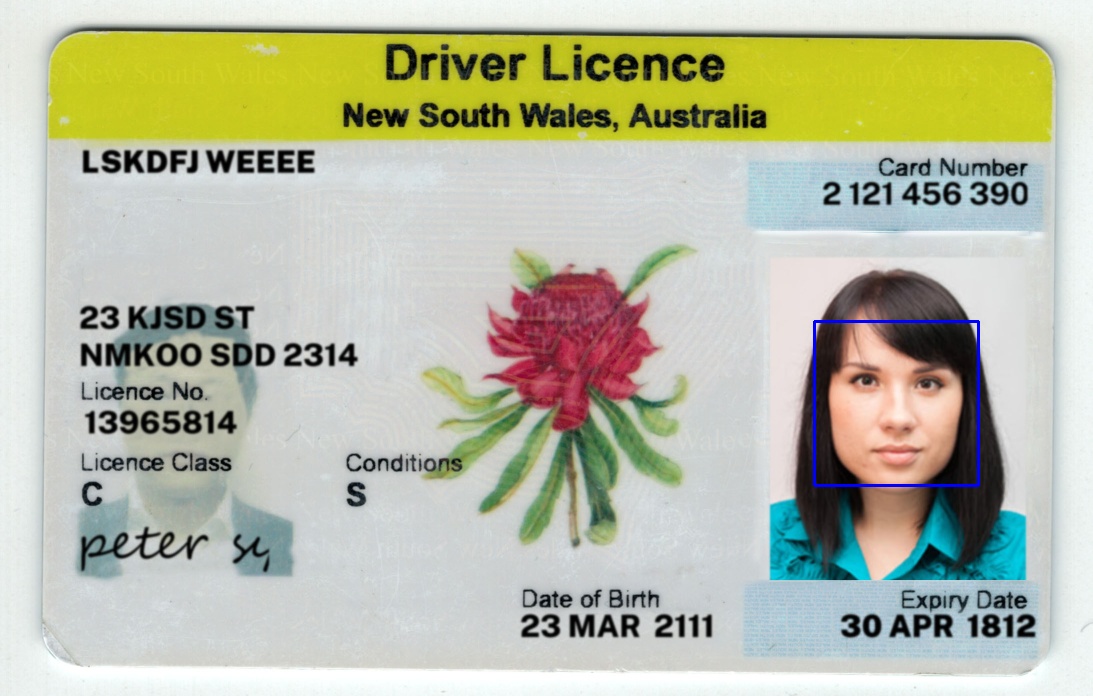 Driver Licence
New South Wales, Australia
LSKDFJ WEEEE
Card Number
2 121 456 390
23 KJSD ST
NMKOO SDD 2314
Licence No.
13965814
Licence Class
Conditions
C
S
peter sy
Date of Birth
23 MAR 2111
Expiry Date
30 APR 1812